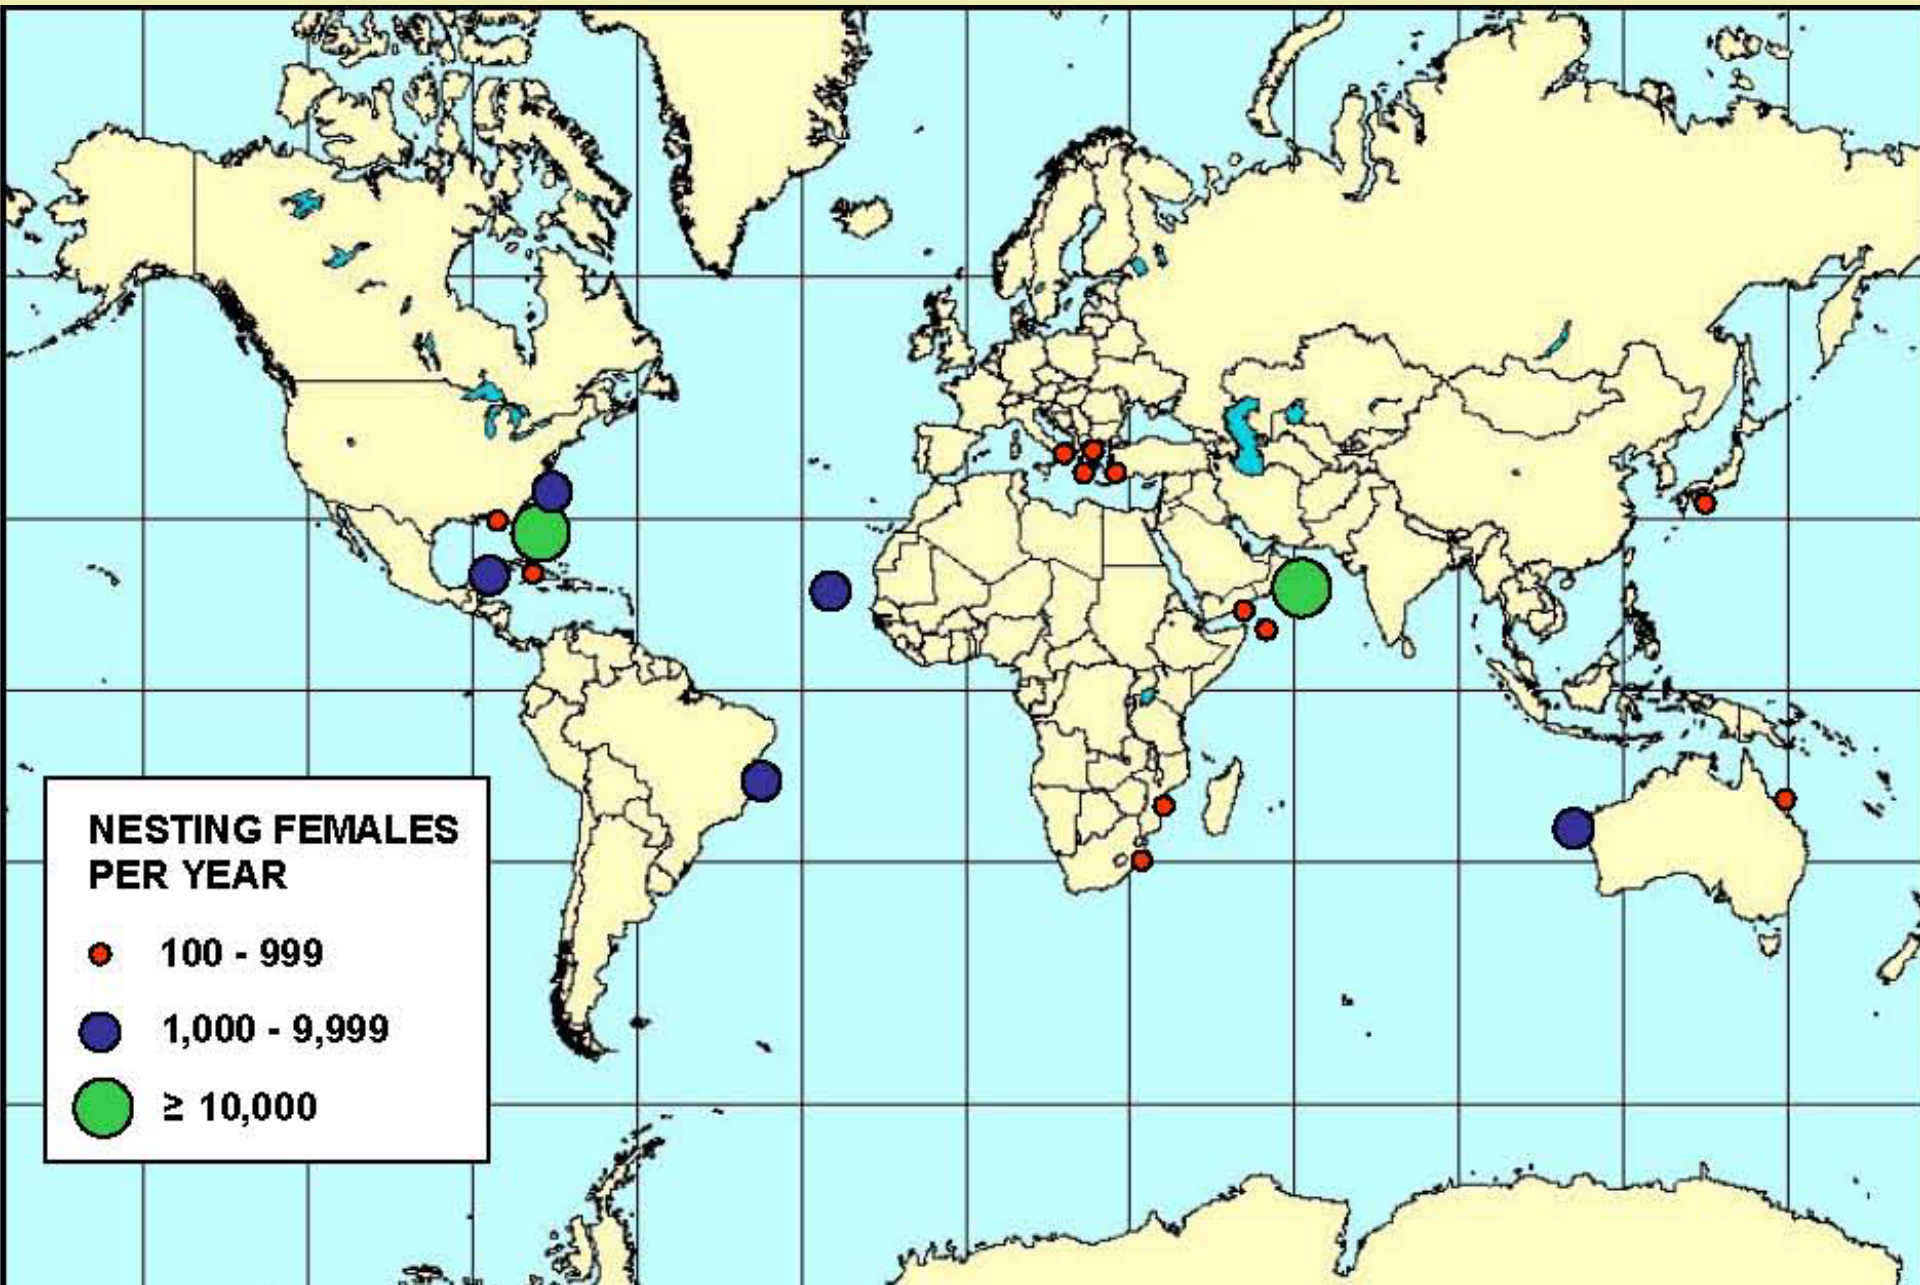 NESTING FEMALES
PER YEAR
100 - 999
1,000 - 9,999
≥ 10,000